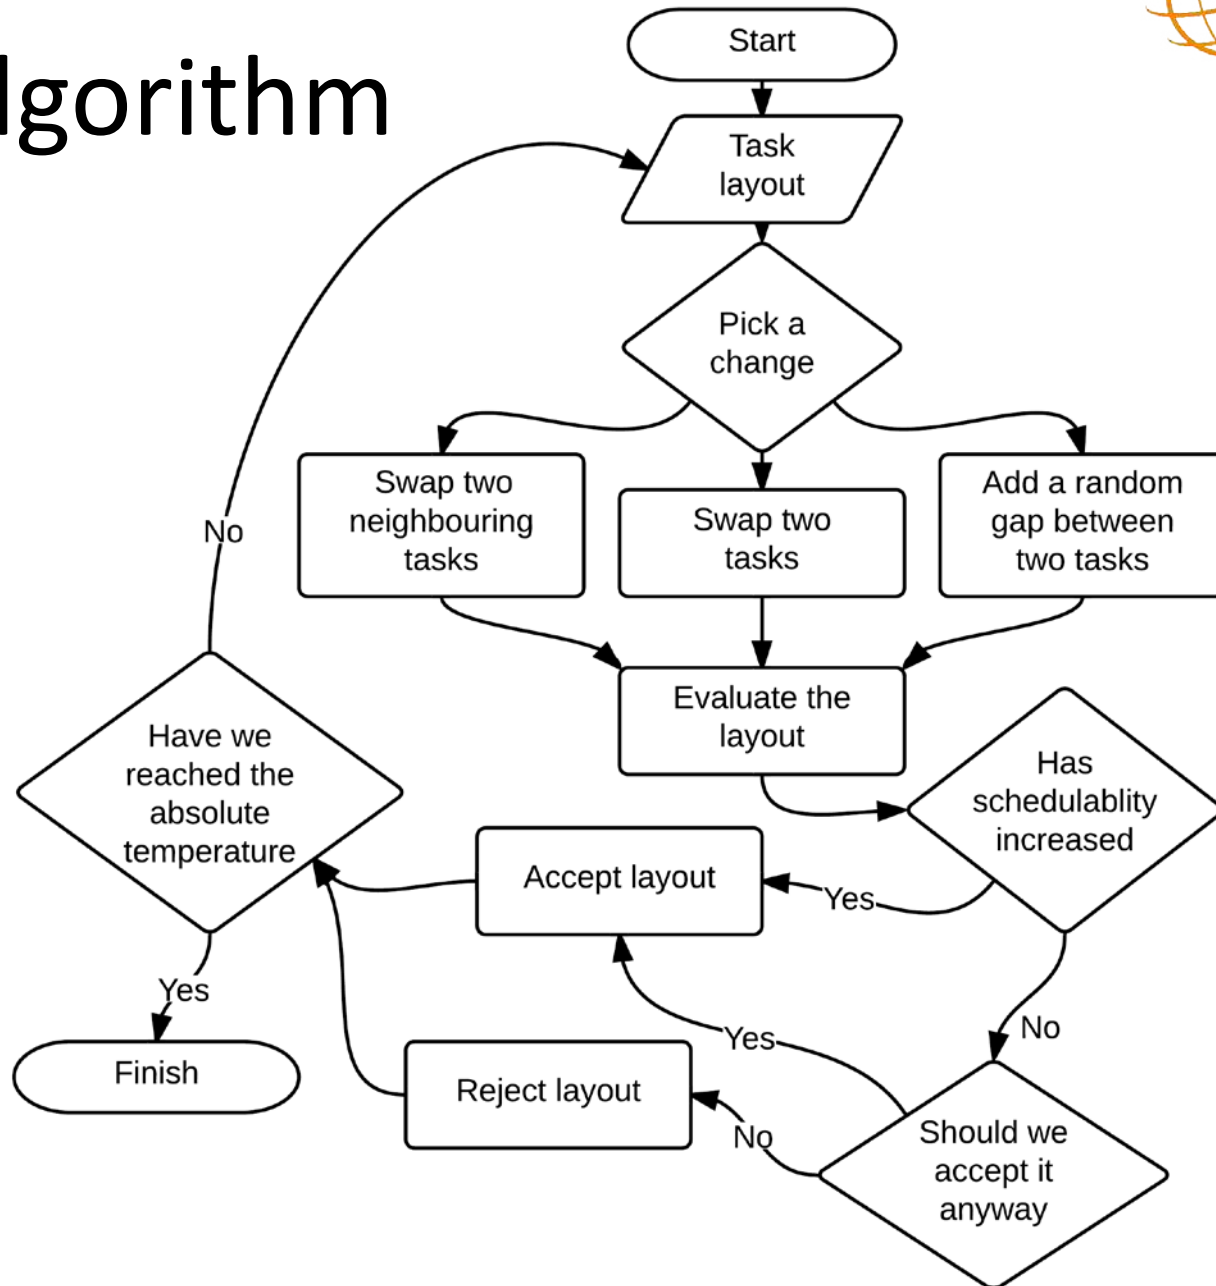 lgorithm
Start
Task
layout
Pick a
change
Swap two
neighbouring
tasks
Swap two
tasks
Add a random
gap between
two tasks
No
Evaluate the
layout
Have we
reached the
absolute
temperature
Has
schedulablity
increased
Accept layout
Yes
Yes
No
Yes
Finish
Reject layout
No
Should we
accept it
anyway